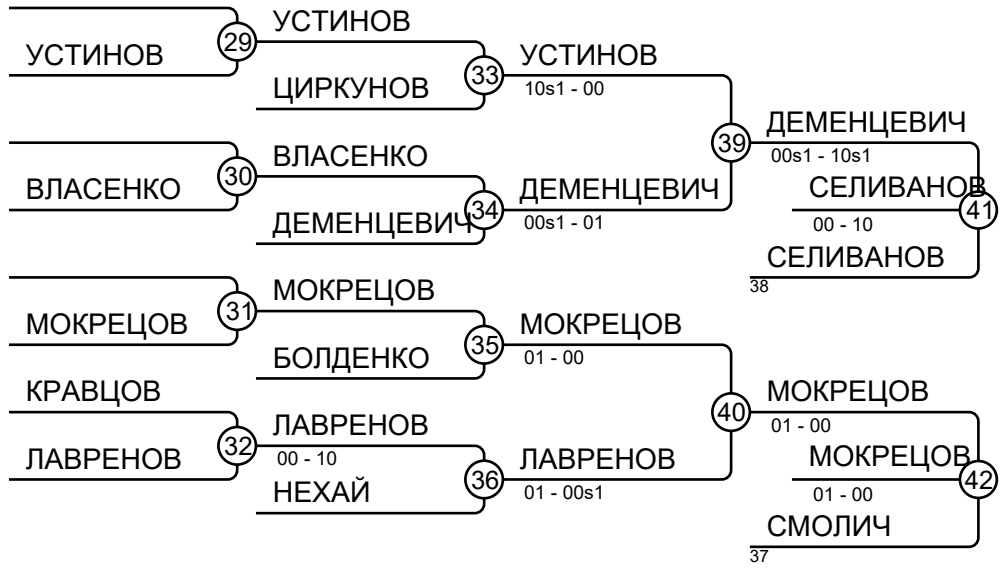 УСТИНОВ
29
УСТИНОВ
ЦИРКУНОВ
33
УСТИНОВ
10s1 - 00
ВЛАСЕНКО
30
ВЛАСЕНКО
ДЕМЕНЦЕВИЧ
34
ДЕМЕНЦЕВИЧ
00s1 - 01
39
ДЕМЕНЦЕВИЧ
00s1 - 10s1
СЕЛИВАНОВ
00 - 10
41
СЕЛИВАНОВ
38
МОКРЕЦОВ
31
МОКРЕЦОВ
БОЛДЕНКО
35
МОКРЕЦОВ
01 - 00
КРАВЦОВ
ЛАВРЕНОВ
32
ЛАВРЕНОВ
00 - 10
НЕХАЙ
36
ЛАВРЕНОВ
01 - 00s1
40
МОКРЕЦОВ
01 - 00
МОКРЕЦОВ
01 - 00
42
СМОЛИЧ
37